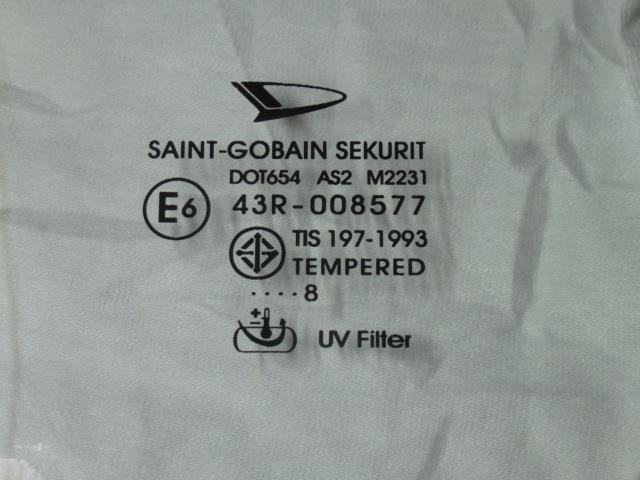 SAINT-GOBAIN SEKURIT
DOT654 AS2 M2231
E6 43R-008577
TIS 197-1993
TEMPERED
····8
UV Filter